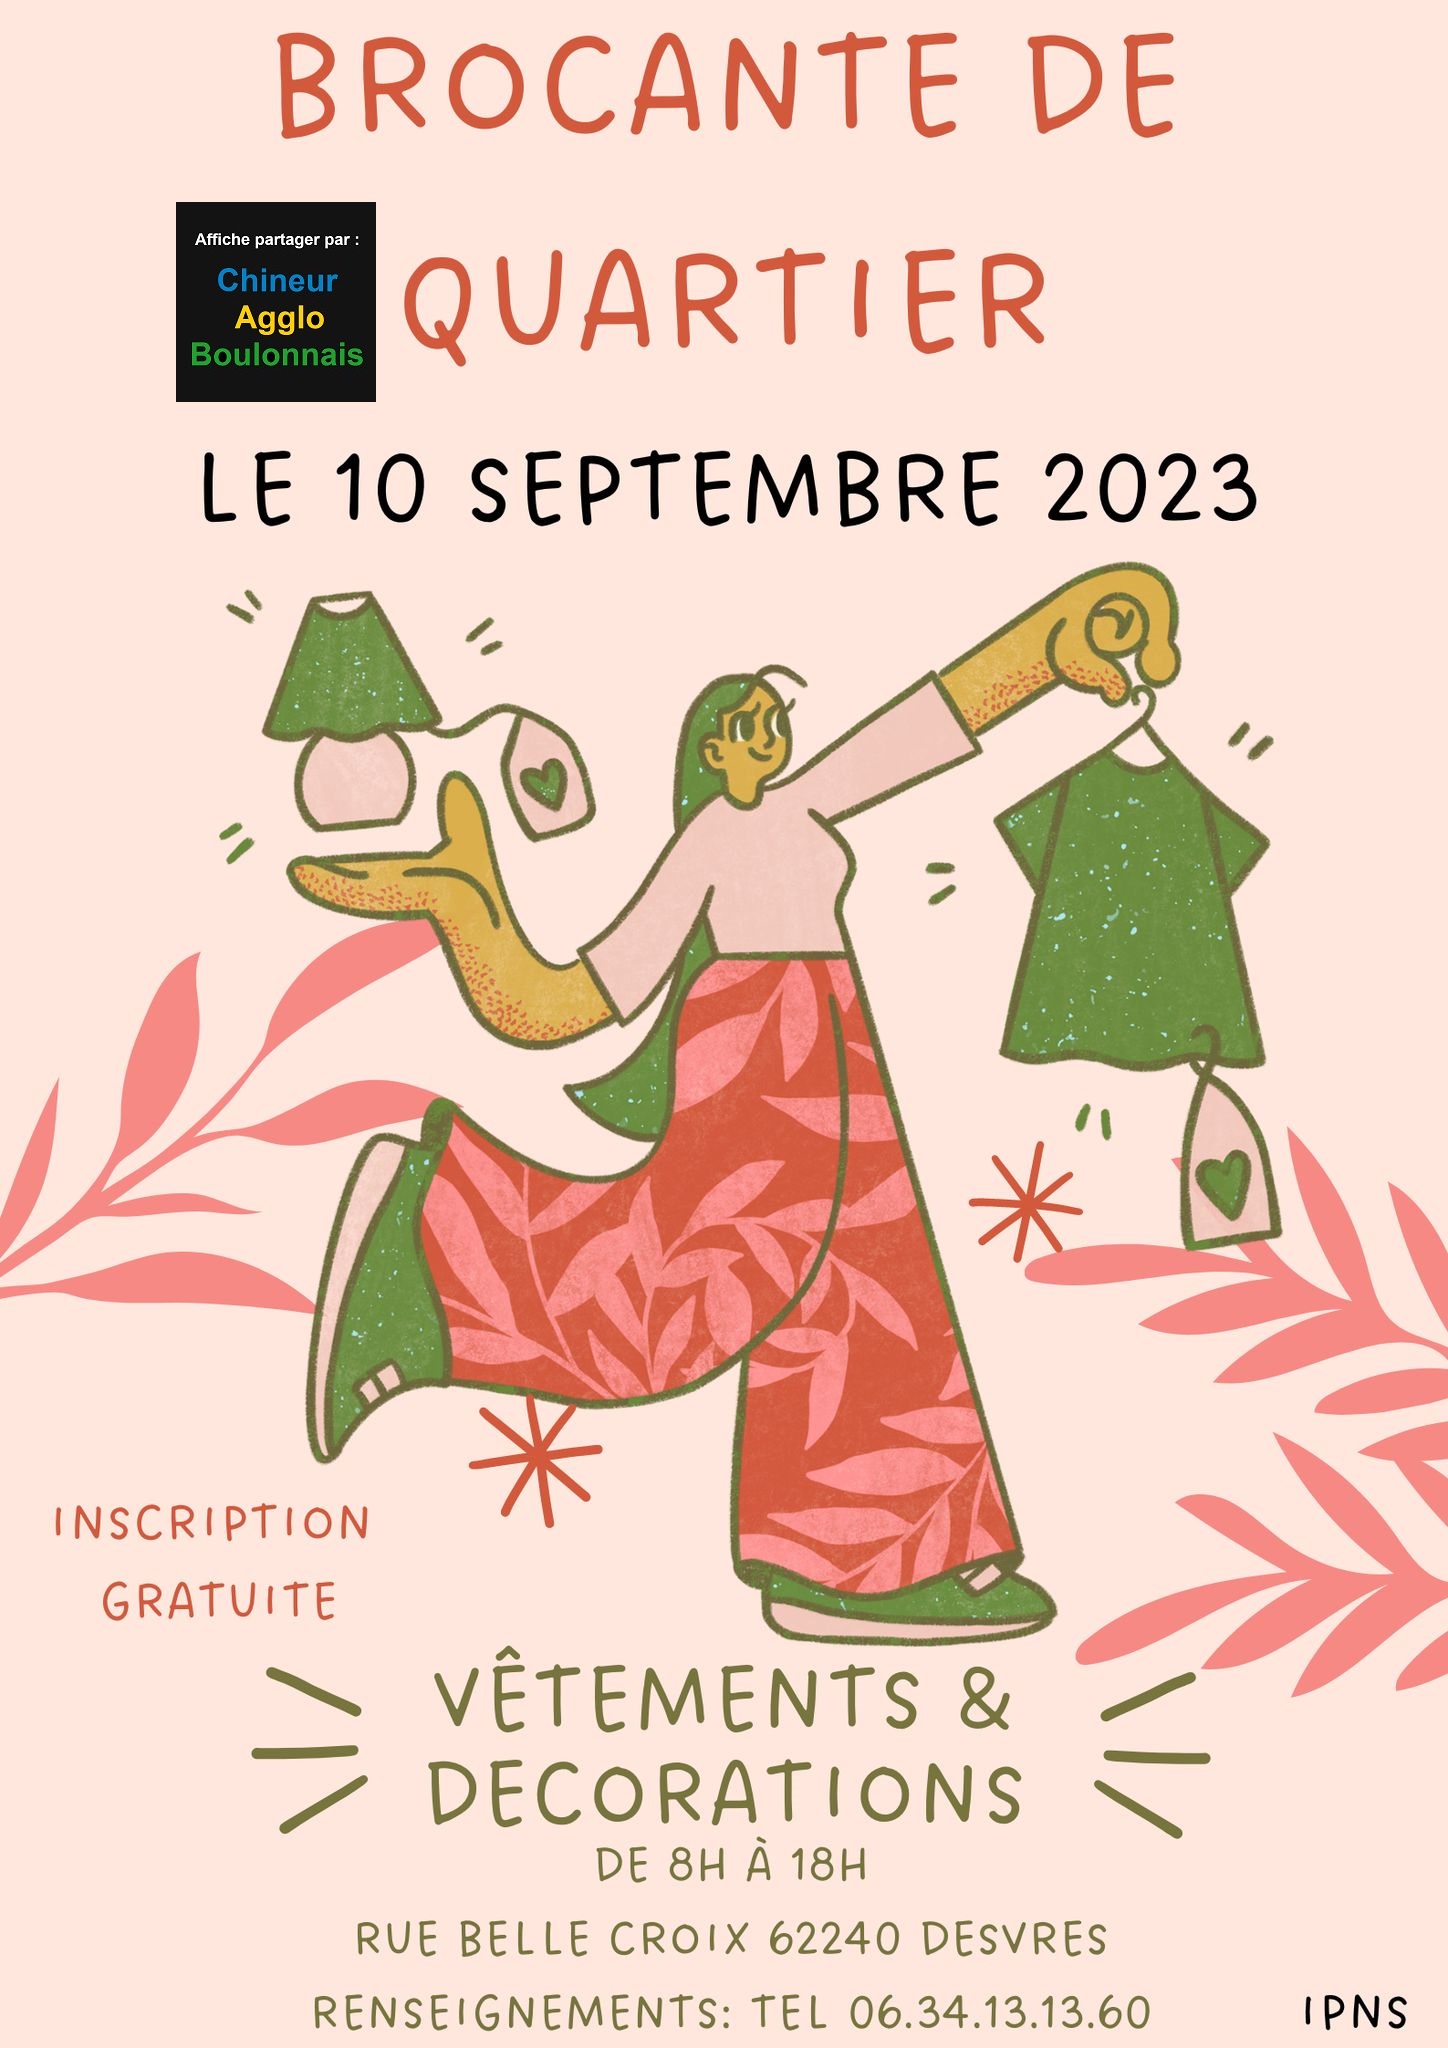 BROCANTE DE
Affiche partager par :
Chineur
Agglo
Boulonnais
QUARTIER
LE 10 SEPTEMBRE 2023
INSCRIPTION
GRATUITE
VÊTEMENTS &
DECORATIONS
DE 8H À 18H
RUE BELLE CROIX 62240 DESVRES
RENSEIGNEMENTS: TEL 06.34.13.13.60
IPNS